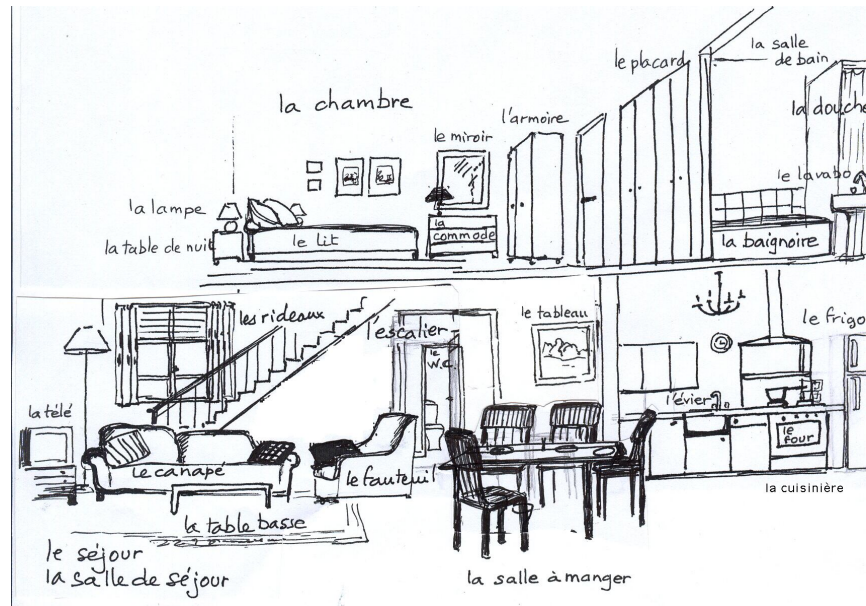 la salle
de bain
le placard
la chambre
l'armoire
la douche
le miroir
le lavabo
la lampe
la
commode
le lit
la table de nuit
la baignoire
les rideaux
l'escalier
le tableau
le frigo
le
W.C.
l'évier
la télé
le
four
le canapé
le fauteuil
la cuisinière
la table basse
le séjour
la salle de séjour
la salle à manger